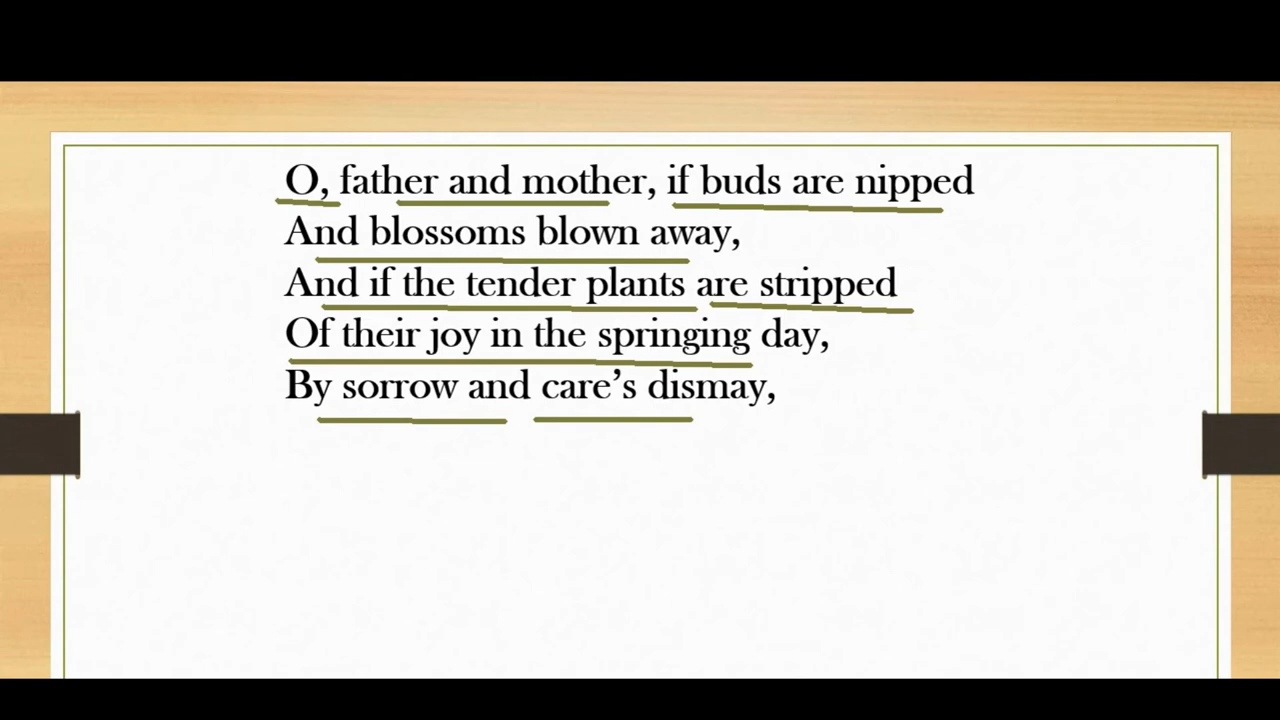 O, father and mother, if buds are nipped
And blossoms blown away,
And if the tender plants are stripped
Of their joy in the springing day,
By sorrow and care’s dismay,